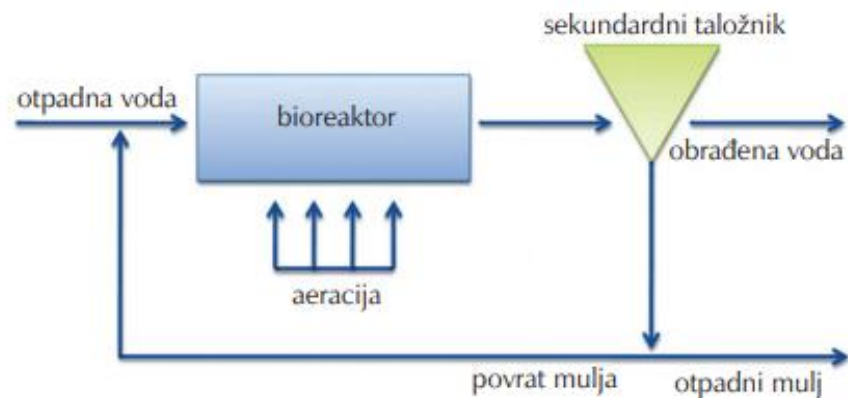 sekundardni taložnik
otpadna voda
bioreaktor
obrađena voda
aeracija
povrat mulja
otpadni mulj